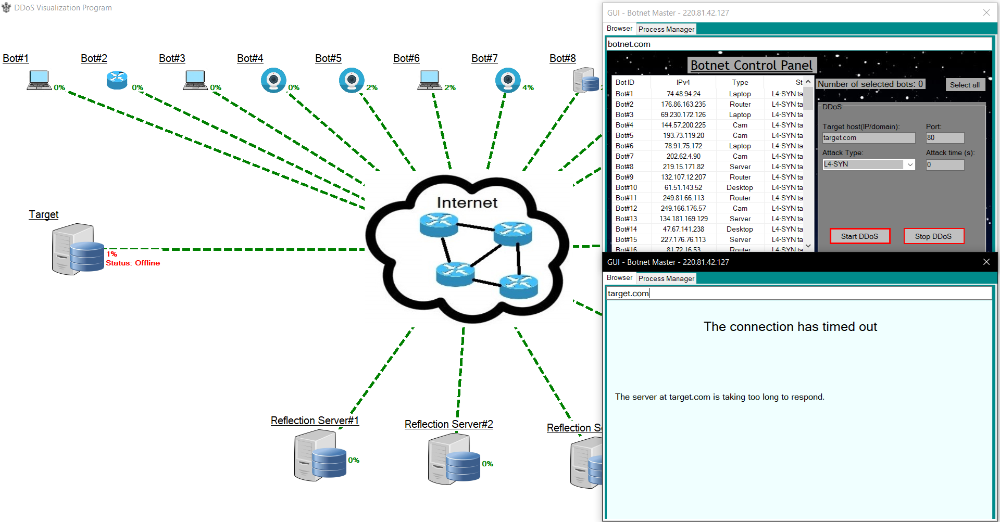 DDoS Visualization Program
Bot#1
Bot#2
Bot#3
Bot#4
Bot#5
Bot#6
Bot#7
Bot#8
0%
0%
0%
0%
2%
2%
4%
Internet
Target
1%
Status: Offline
Reflection Server#1
Reflection Server#2
Reflection Se
0%
0%
GUI - Botnet Master - 220.81.42.127
Browser Process Manager
botnet.com
Botnet Control Panel
Bot ID IPv4 Type St
Bot#1 74.48.94.24 Laptop L4-SYN ta
Bot#2 176.86.163.235 Router L4-SYN ta
Bot#3 69.230.172.126 Laptop L4-SYN ta
Bot#4 144.57.200.225 Cam L4-SYN ta
Bot#5 193.73.119.20 Cam L4-SYN ta
Bot#6 78.91.75.172 Laptop L4-SYN ta
Bot#7 202.62.4.90 Cam L4-SYN ta
Bot#8 219.15.171.82 Server L4-SYN ta
Bot#9 132.107.12.207 Router L4-SYN ta
Bot#10 61.51.143.52 Desktop L4-SYN ta
Bot#11 249.81.66.113 Router L4-SYN ta
Bot#12 249.166.176.57 Cam L4-SYN ta
Bot#13 134.181.169.129 Server L4-SYN ta
Bot#14 47.67.141.238 Desktop L4-SYN ta
Bot#15 227.176.76.113 Server L4-SYN ta
Bot#16 81.72.16.53 Router L4-SYN ta
Number of selected bots: 0
Select all
DDoS
Target host(IP/domain): Port:
target.com 80
Attack Type: Attack time (s):
L4-SYN 0
Start DDoS Stop DDoS
GUI - Botnet Master - 220.81.42.127
Browser Process Manager
target.com
The connection has timed out
The server at target.com is taking too long to respond.